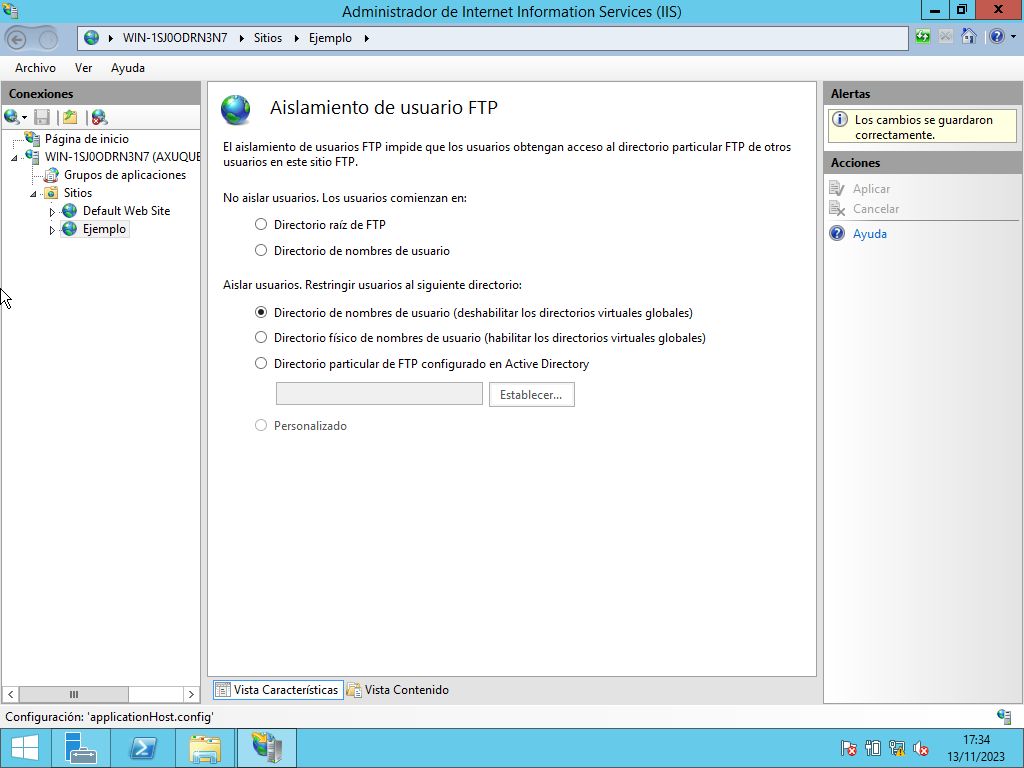 Administrador de Internet Information Services (IIS)
WIN-1SJ0ODRN3N7 Sitios Ejemplo
Archivo Ver Ayuda
Conexiones
Página de inicio
WIN-1SJ0ODRN3N7 (AXUQUE
Grupos de aplicaciones
Sitios
Default Web Site
Ejemplo
Aislamiento de usuario FTP
El aislamiento de usuarios FTP impide que los usuarios obtengan acceso al directorio particular FTP de otros
usuarios en este sitio FTP.
No aislar usuarios. Los usuarios comienzan en:
Directorio raíz de FTP
Directorio de nombres de usuario
Aislar usuarios. Restringir usuarios al siguiente directorio:
Directorio de nombres de usuario (deshabilitar los directorios virtuales globales)
Directorio físico de nombres de usuario (habilitar los directorios virtuales globales)
Directorio particular de FTP configurado en Active Directory
Establecer...
Personalizado
Vista Características Vista Contenido
Alertas
Los cambios se guardaron
correctamente.
Acciones
Aplicar
Cancelar
Ayuda
Configuración: 'applicationHost.config'
17:34
13/11/2023